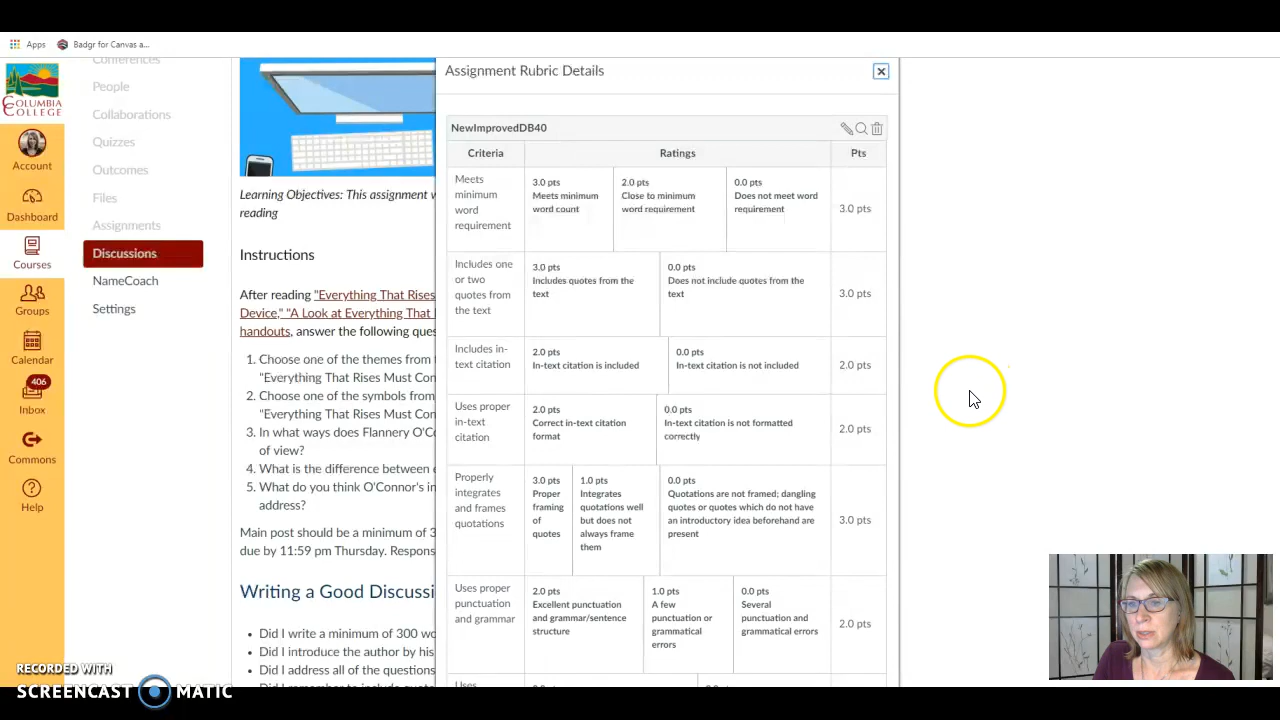 Apps
Badgr for Canvas a...
COLUMBIA
COLLEGE
Account
Dashboard
Courses
Groups
Calendar
406
Inbox
Commons
Help
Conferences
People
Collaborations
Quizzes
Outcomes
Files
Assignments
Discussions
NameCoach
Settings
Learning Objectives: This assignment
reading
Instructions
After reading "Everything That Rises
Device," "A Look at Everything That
handouts, answer the following
1. Choose one of the themes from
"Everything That Rises Must
2. Choose one of the symbols from
"Everything That Rises Must
3. In what ways does Flannery
of view?
4. What is the difference between
5. What do you think O'Connor's
address?
Main post should be a minimum of
due by 11:59 pm Thursday.
Writing a Good
• Did I write a minimum of 300
• Did I introduce the author by his
• Did I address all of the questions
Assignment Rubric Details
NewImprovedDB40
Criteria Ratings Pts
Meets
minimum
word
requirement
3.0 pts
Meets minimum
word count
2.0 pts
Close to minimum
word requirement
0.0 pts
Does not meet word
requirement
3.0 pts
Includes one
or two
quotes from
the text
3.0 pts
Includes quotes from the
text
0.0 pts
Does not include quotes from the
text
3.0 pts
Includes in-
text citation
2.0 pts
In-text citation is included
0.0 pts
In-text citation is not included
2.0 pts
Uses proper
in-text
citation
2.0 pts
Correct in-text citation
format
0.0 pts
In-text citation is not formatted
correctly
2.0 pts
Properly
integrates
and frames
quotations
3.0 pts
Proper
framing
of
quotes
1.0 pts
Integrates
quotations well
but does not
always frame
them
0.0 pts
Quotations are not framed; dangling
quotes or quotes which do not have
an introductory idea beforehand are
present
3.0 pts
Uses proper
punctuation
and grammar
2.0 pts
Excellent punctuation
and grammar/sentence
structure
1.0 pts
A few
punctuation or
grammatical
errors
0.0 pts
Several
punctuation and
grammatical errors
2.0 pts
RECORDED WITH
SCREENCAST MATIC